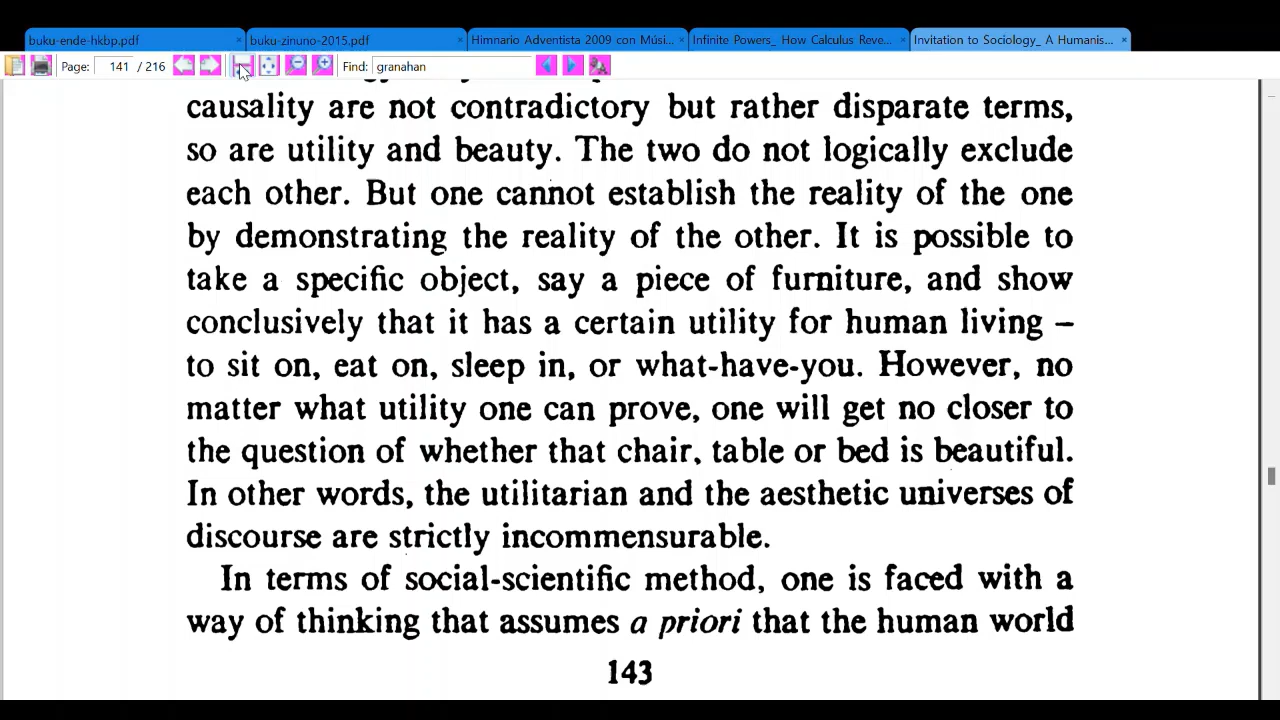 buku-ende-hkbp.pdf
buku-zinuno-2015.pdf
Himnario Adventista 2009 con Músi...
Infinite Powers_ How Calculus Reve...
Invitation to Sociology_ A Humanis...
Page: 141 / 216
Find: granahan
causality are not contradictory but rather disparate terms,
so are utility and beauty. The two do not logically exclude
each other. But one cannot establish the reality of the one
by demonstrating the reality of the other. It is possible to
take a specific object, say a piece of furniture, and show
conclusively that it has a certain utility for human living –
to sit on, eat on, sleep in, or what-have-you. However, no
matter what utility one can prove, one will get no closer to
the question of whether that chair, table or bed is beautiful.
In other words, the utilitarian and the aesthetic universes of
discourse are strictly incommensurable.
In terms of social-scientific method, one is faced with a
way of thinking that assumes a priori that the human world
143